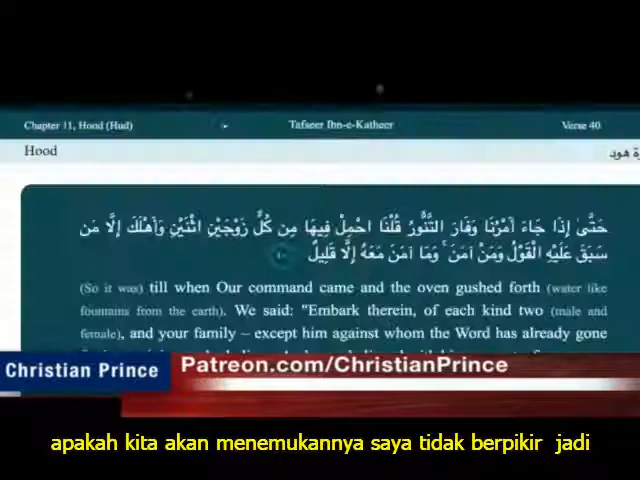 Chapter 11, Hood (Hud) Tafseer Ibn-e-Katheer Verse 40
Hood رة هود
حَتَّىٰ إِذَا جَاءَ أَمْرُنَا وَفَارَ التَّنُّورُ قُلْنَا احْمِلْ فِيهَا مِن كُلٍّ زَوْجَيْنِ اثْنَيْنِ وَأَهْلَكَ إِلَّا مَن
سَبَقَ عَلَيْهِ الْقَوْلُ وَمَنْ آمَنَ ۚ وَمَا آمَنَ مَعَهُ إِلَّا قَلِيلٌ
(So it was) till when Our command came and the oven gushed forth (water like
fountains from the earth). We said: "Embark therein, of each kind two (male and
female), and your family – except him against whom the Word has already gone
Christian Prince
Patreon.com/ChristianPrince
apakah kita akan menemukannya saya tidak berpikir jadi